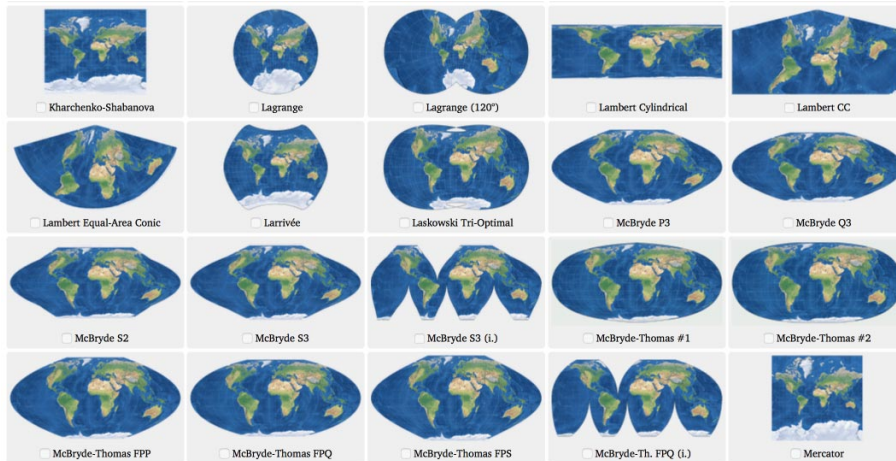 Kharchenko-Shabanova
Lagrange
Lagrange (120°)
Lambert Cylindrical
Lambert CC
Lambert Equal-Area Conic
Larrivée
Laskowski Tri-Optimal
McBryde P3
McBryde Q3
McBryde S2
McBryde S3
McBryde S3 (i.)
McBryde-Thomas #1
McBryde-Thomas #2
McBryde-Thomas FPP
McBryde-Thomas FPQ
McBryde-Thomas FPS
McBryde-Th. FPQ (i.)
Mercator